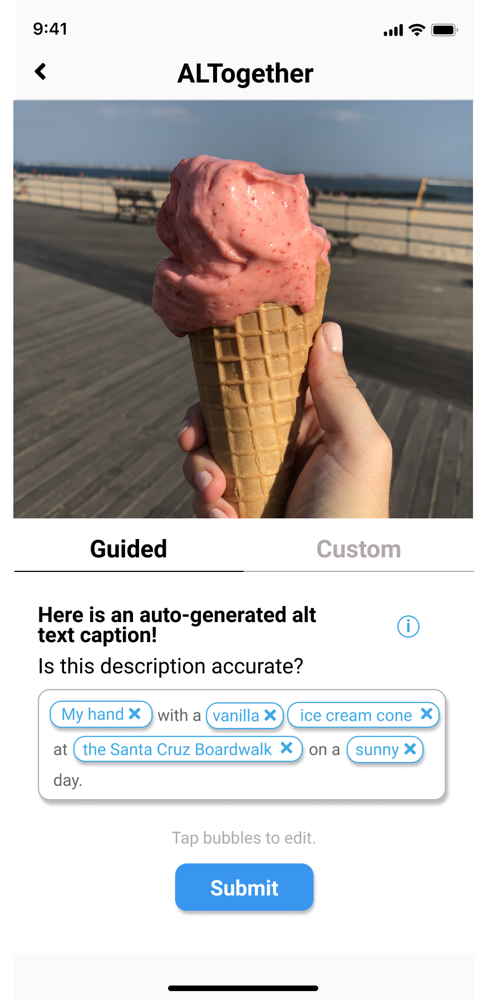 9:41
ALTogether
Guided
Custom
Here is an auto-generated alt
text caption!
i
Is this description accurate?
My hand × with a vanilla × ice cream cone ×
at the Santa Cruz Boardwalk × on a sunny ×
day.
Tap bubbles to edit.
Submit